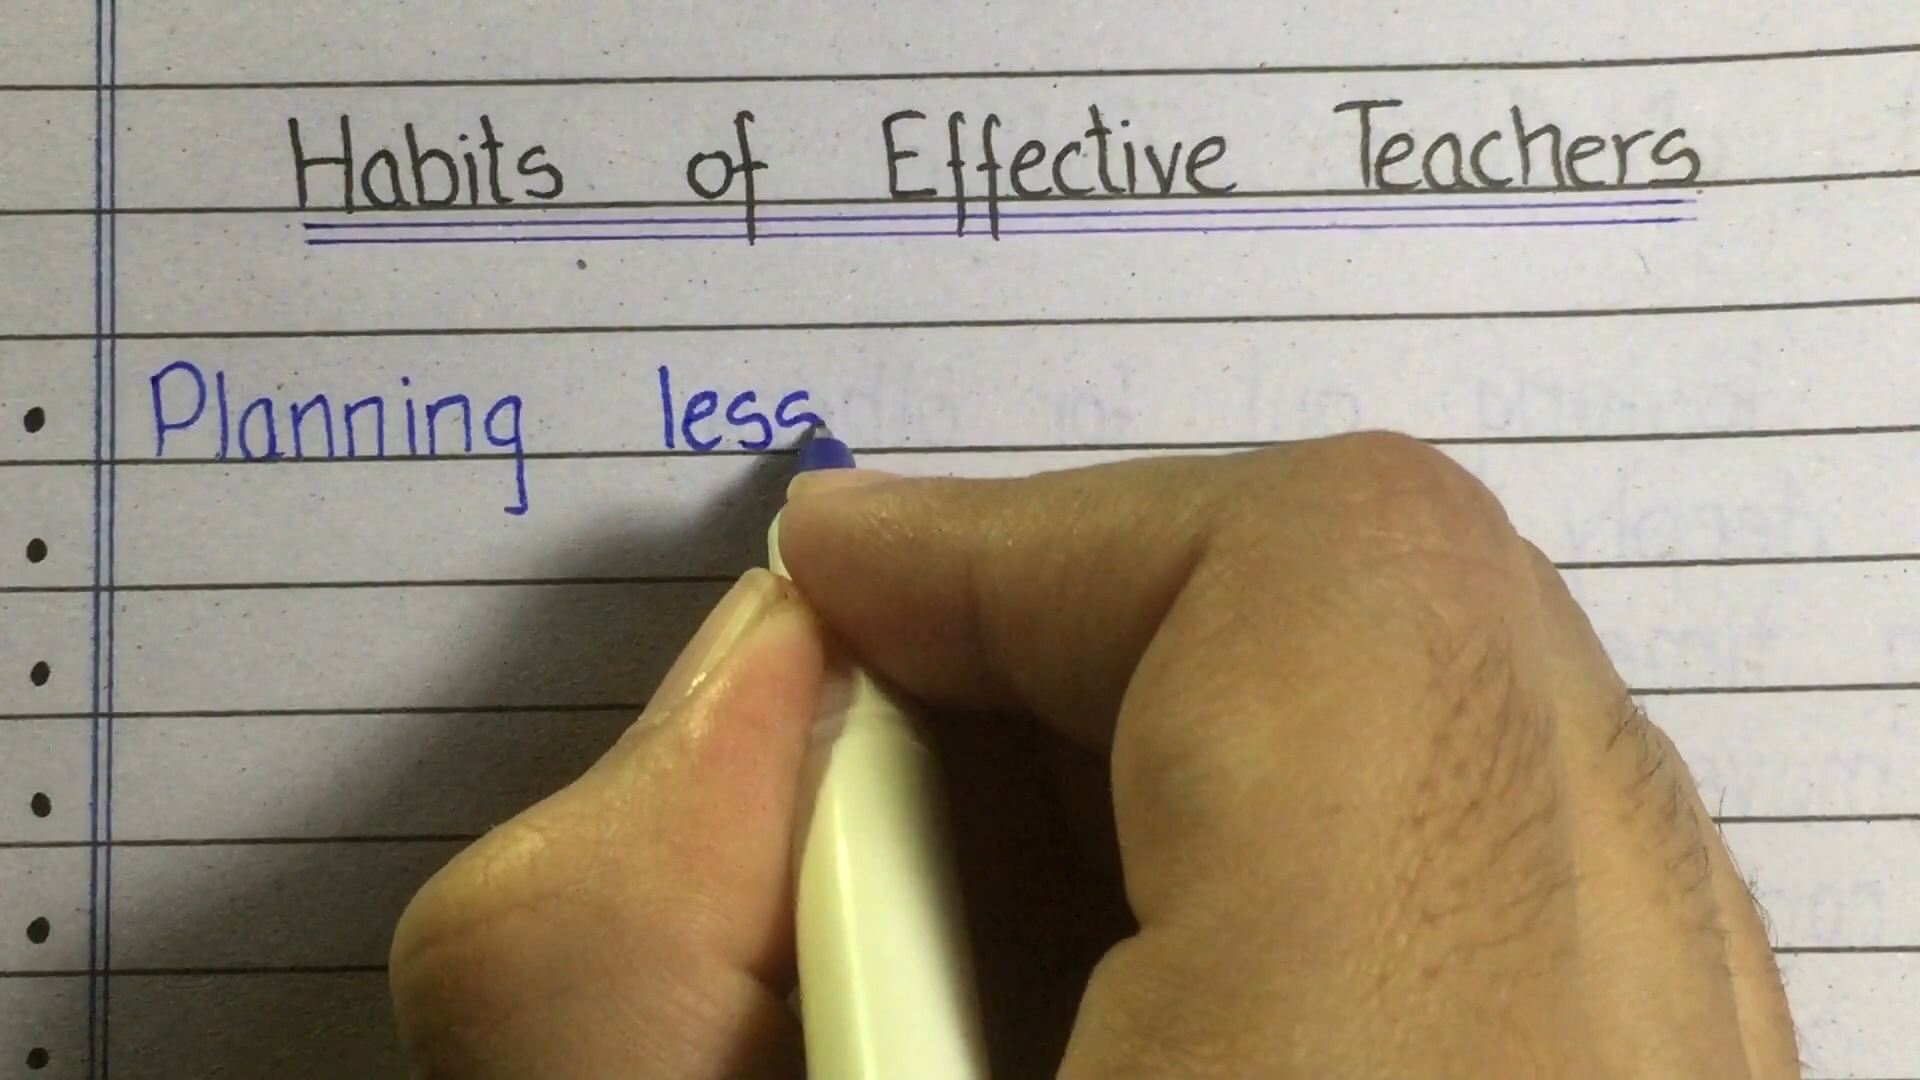 Habits of Effective Teachers
• Planning less